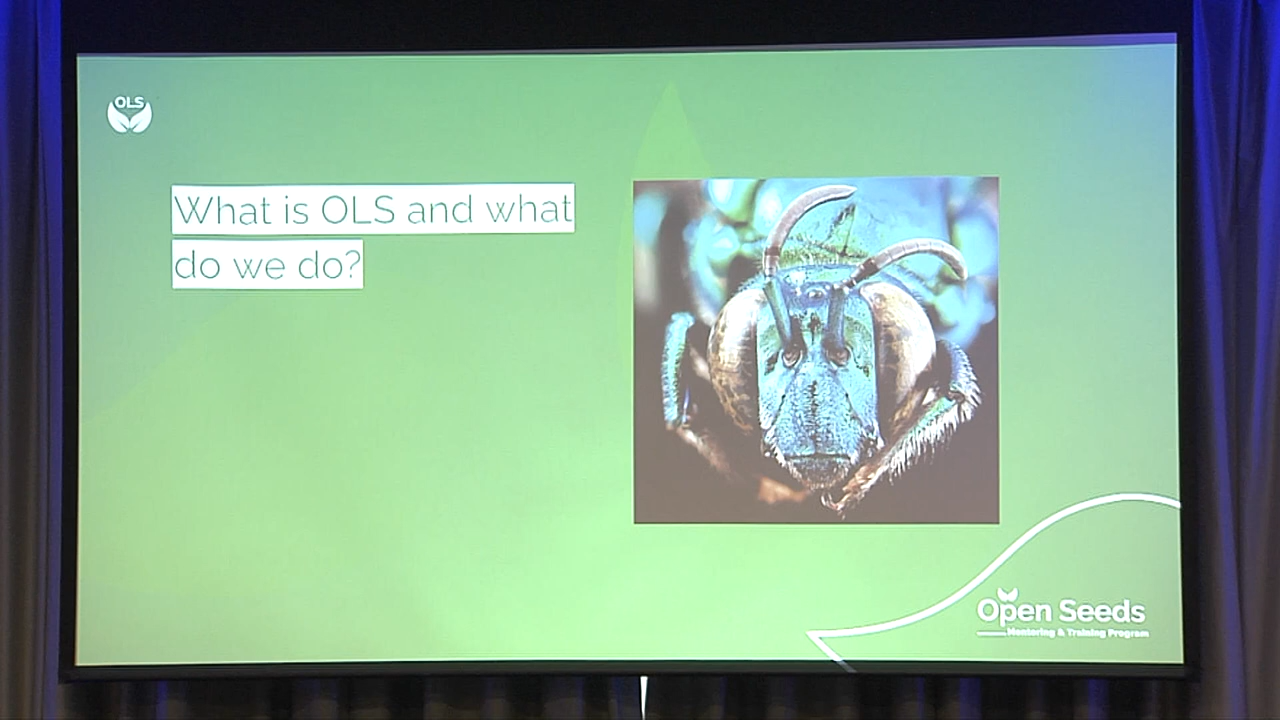 OLS
What is OLS and what
do we do?
Open Seeds
Mentoring & Training Program